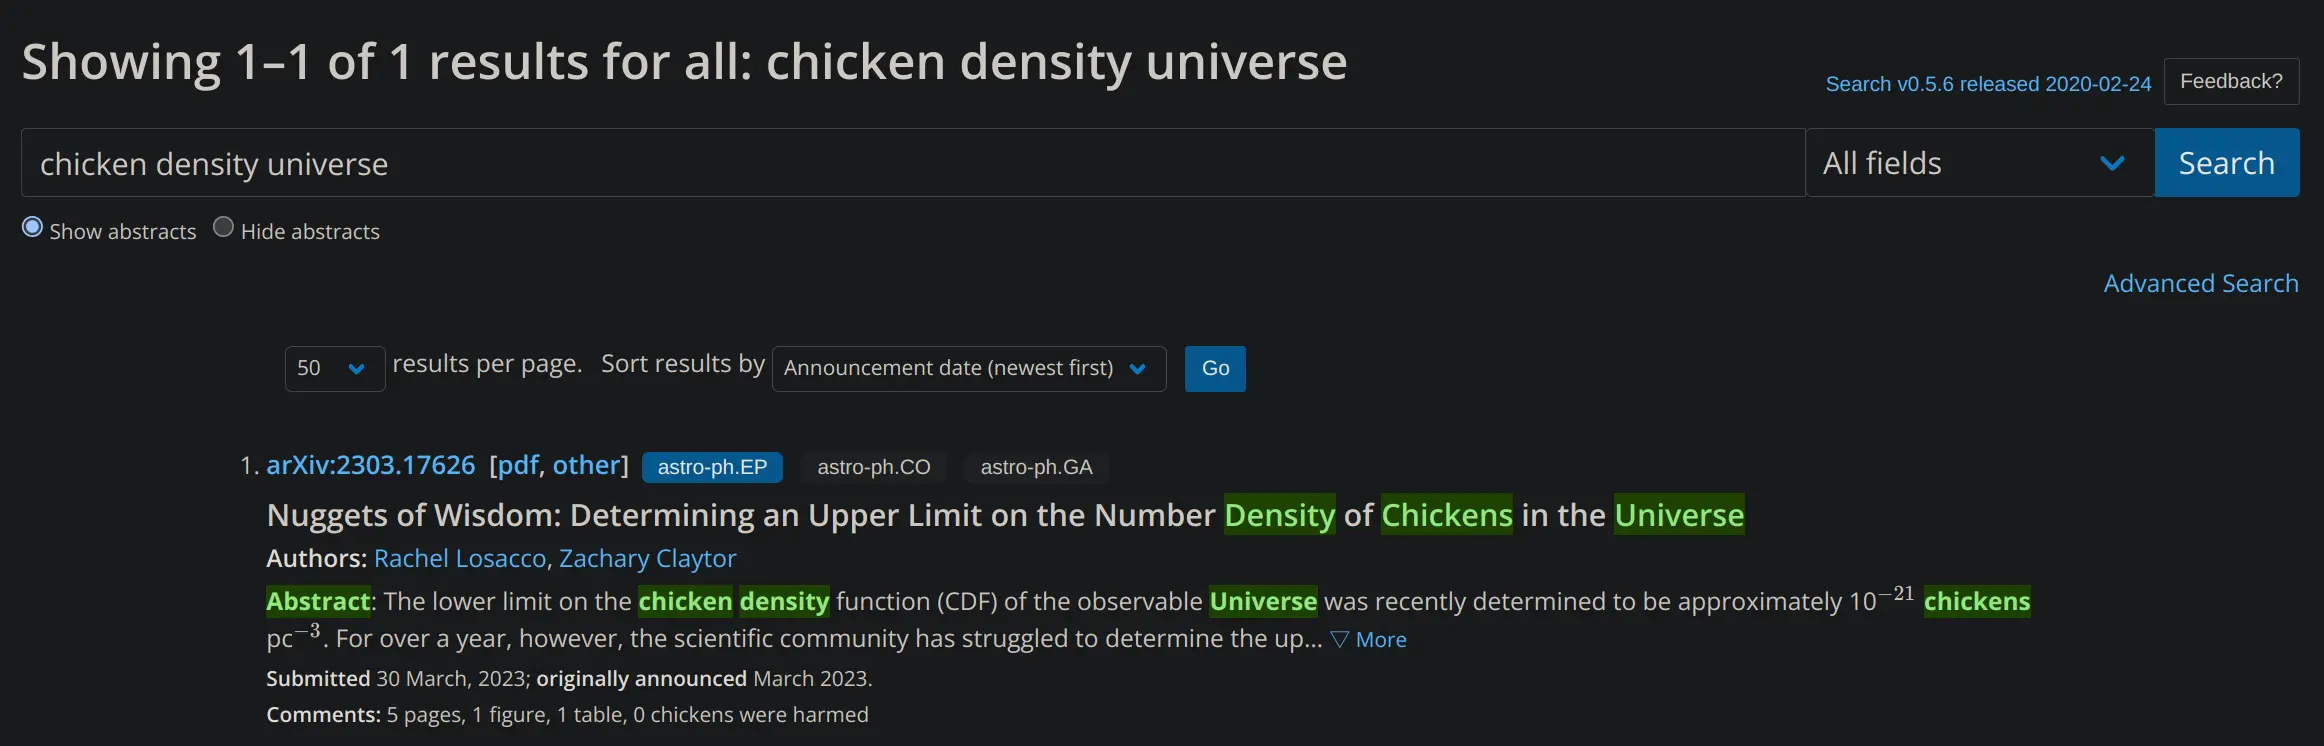 Showing 1–1 of 1 results for all: chicken density universe
Search v0.5.6 released 2020-02-24 Feedback?
chicken density universe All fields Search
Show abstracts Hide abstracts
Advanced Search
50 results per page. Sort results by Announcement date (newest first) Go
1. arXiv:2303.17626 [pdf, other] astro-ph.EP astro-ph.CO astro-ph.GA
Nuggets of Wisdom: Determining an Upper Limit on the Number Density of Chickens in the Universe
Authors: Rachel Losacco, Zachary Claytor
Abstract: The lower limit on the chicken density function (CDF) of the observable Universe was recently determined to be approximately 10⁻²¹ chickens
pc⁻³. For over a year, however, the scientific community has struggled to determine the up... ▽ More
Submitted 30 March, 2023; originally announced March 2023.
Comments: 5 pages, 1 figure, 1 table, 0 chickens were harmed